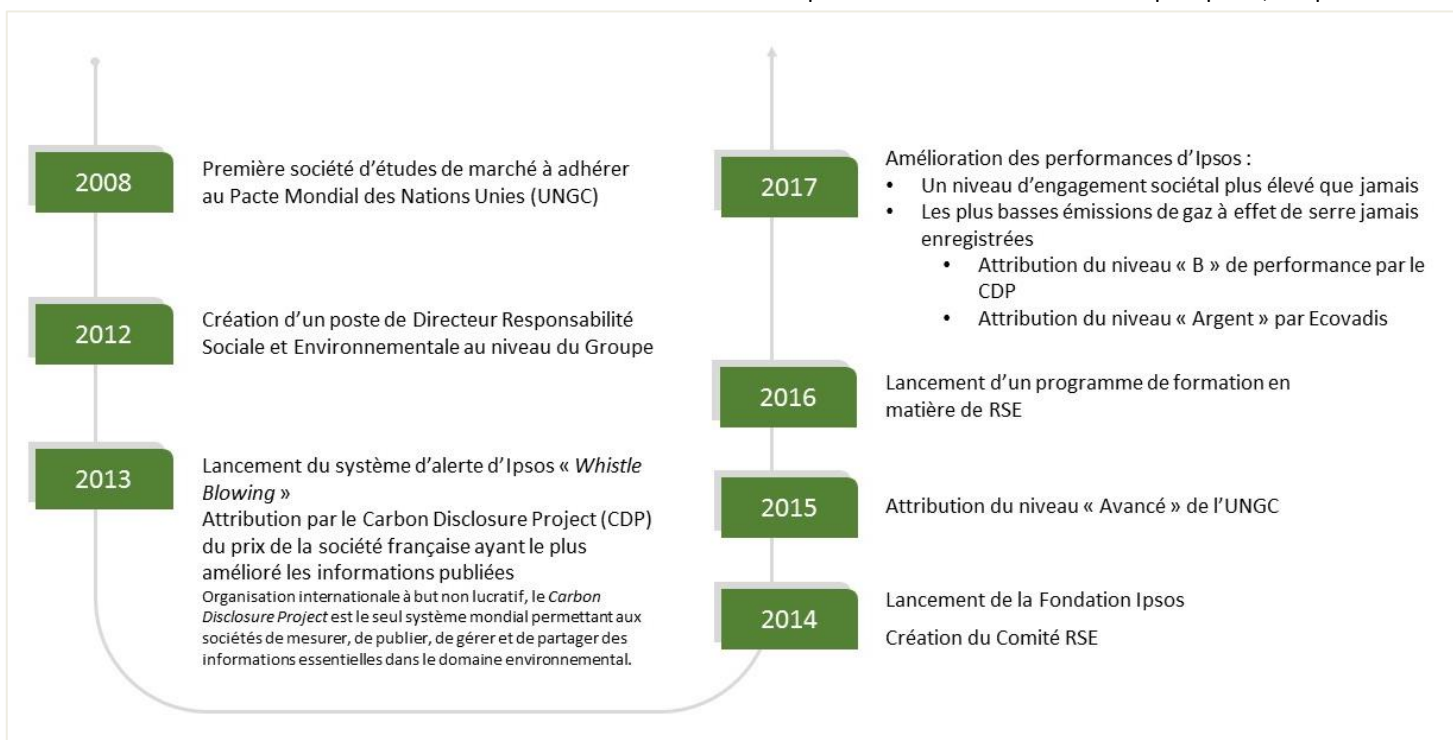 2008
Première société d’études de marché à adhérer
au Pacte Mondial des Nations Unies (UNGC)
2012
Création d’un poste de Directeur Responsabilité
Sociale et Environnementale au niveau du Groupe
2013
Lancement du système d’alerte d’Ipsos « Whistle
Blowing »
Attribution par le Carbon Disclosure Project (CDP)
du prix de la société française ayant le plus
amélioré les informations publiées
Organisation internationale à but non lucratif, le Carbon
Disclosure Project est le seul système mondial permettant aux
sociétés de mesurer, de publier, de gérer et de partager des
informations essentielles dans le domaine environnemental.
2017
Amélioration des performances d’Ipsos :
• Un niveau d’engagement sociétal plus élevé que jamais
• Les plus basses émissions de gaz à effet de serre jamais
enregistrées
• Attribution du niveau « B » de performance par le
CDP
• Attribution du niveau « Argent » par Ecovadis
2016
Lancement d’un programme de formation en
matière de RSE
2015
Attribution du niveau « Avancé » de l’UNGC
2014
Lancement de la Fondation Ipsos
Création du Comité RSE